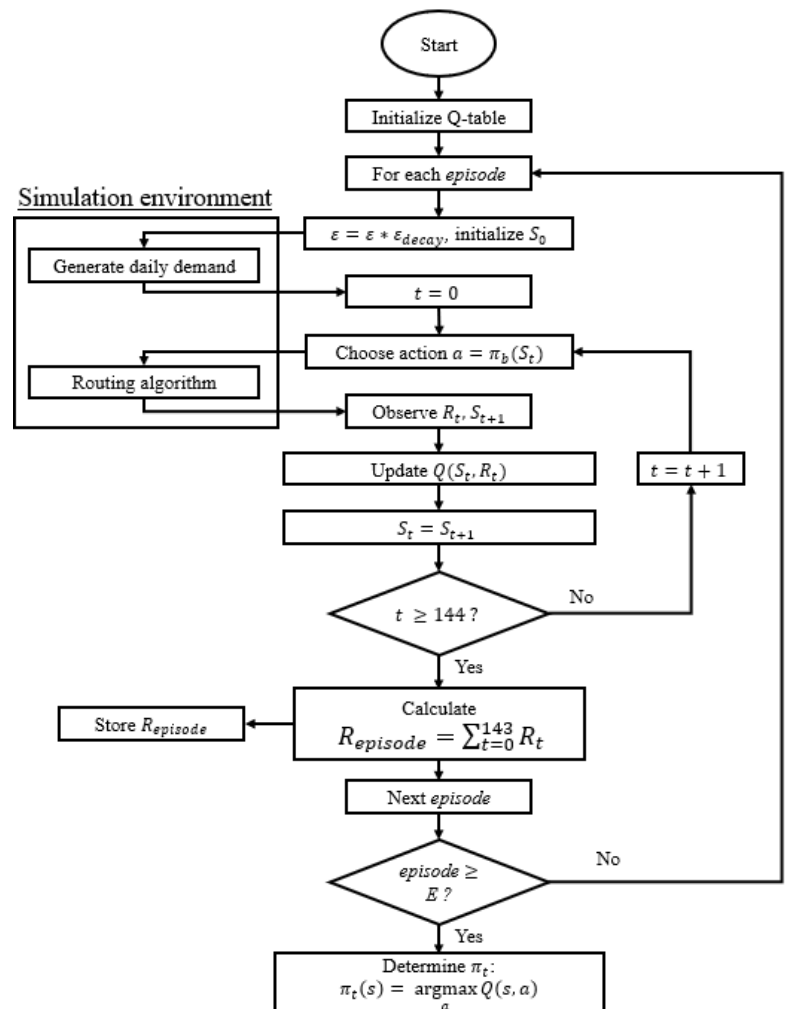 Start
Initialize Q-table
For each episode
Simulation environment
ε = ε * ε_decay, initialize S_0
Generate daily demand
t = 0
Choose action a = π_b(S_t)
Routing algorithm
Observe R_t, S_{t+1}
Update Q(S_t, R_t)
t = t + 1
S_t = S_{t+1}
No
t ≥ 144 ?
Yes
Calculate
R_episode = ∑_{t=0}^{143} R_t
Store R_episode
Next episode
No
episode ≥
E ?
Yes
Determine π_t:
π_t(s) = argmax Q(s, a)
a